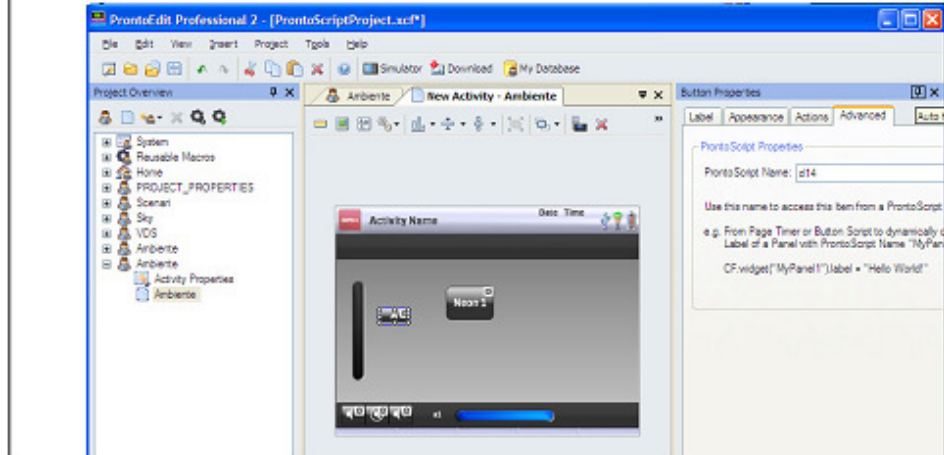 ProntoEdit Professional 2 - [ProntoScriptProject.xcf*]
File Edit View Insert Project Tools Help
Simulator Download My Database
Project Overview
Ambiente New Activity - Ambiente
Button Properties
Label Appearance Actions Advanced
Auto
System
Reusable Macros
Home
PROJECT_PROPERTIES
Scenari
Sky
VDS
Ambiente
Ambiente
Activity Properties
Ambiente
Activity Name
Date Time
Neon 1
ProntoScript Properties
ProntoScript Name:
Use this name to access this item from a ProntoScript
e.g. From Page Timer or Button Script to dynamically
Label of a Panel with ProntoScript Name "MyPan
CF.widget("MyPanel1").label = "Hello World!"